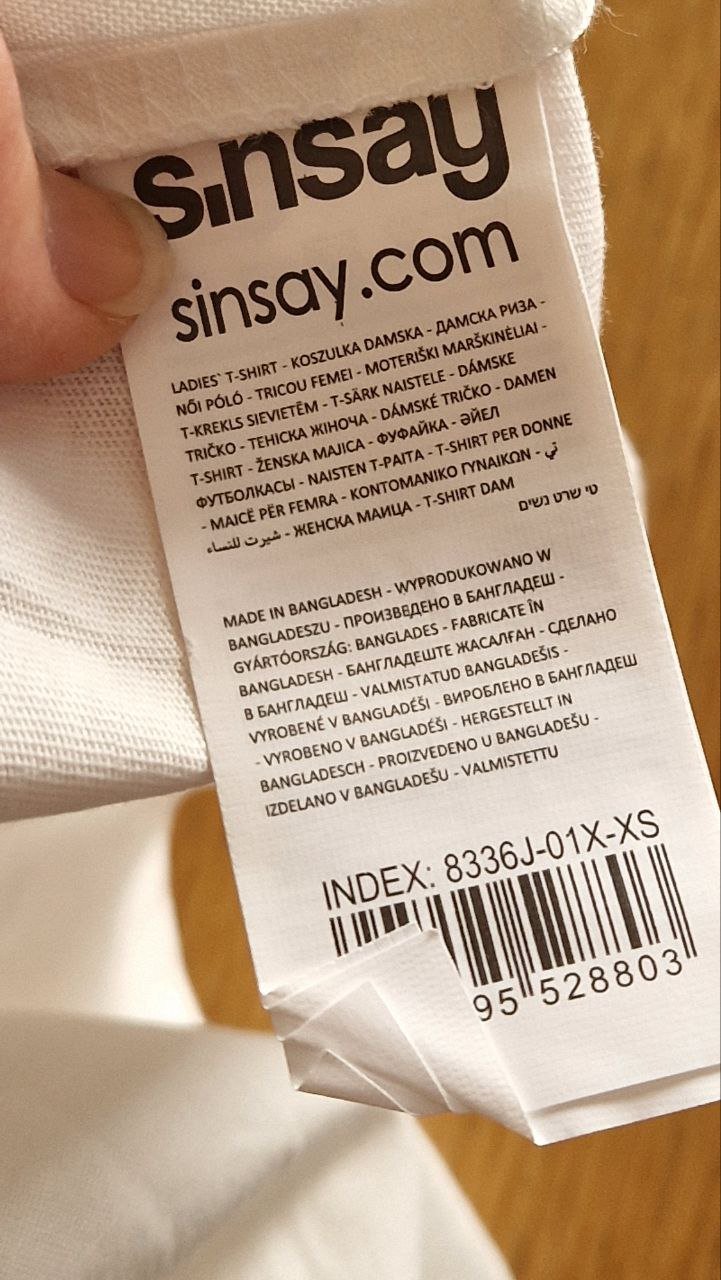 sinsay
sinsay.com
LADIES` T-SHIRT - KOSZULKA DAMSKA - ДАМСКА РИЗА -
NŐI PÓLÓ - TRICOU FEMEI - MOTERIŠKI MARŠKINĖLIAI -
T-KREKLS SIEVIETĒM - T-SÄRK NAISTELE - DÁMSKE
TRIČKO - ТЕНІСКА ЖІНОЧА - DÁMSKÉ TRIČKO - DAMEN
T-SHIRT - ŽENSKA MAJICA - ФУФАЙКА - ӘЙЕЛ
ФУТБОЛКАСЫ - NAISTEN T-PAITA - T-SHIRT PER DONNE
- MAICË PËR FEMRA - ΚΟΝΤΟΜΑΝΙΚΟ ΓΥΝΑΙΚΩΝ - تي
شيرت للنساء - ЖЕНСКА МАИЦА - T-SHIRT DAM
טי שרט נשים
MADE IN BANGLADESH - WYPRODUKOWANO W
BANGLADESZU - ПРОИЗВЕДЕНО В БАНГЛАДЕШ -
GYÁRTÓORSZÁG: BANGLADES - FABRICATE ÎN
BANGLADESH - БАНГЛАДЕШТЕ ЖАСАЛҒАН - СДЕЛАНО
В БАНГЛАДЕШ - VALMISTATUD BANGLADEŠIS -
VYROBENÉ V BANGLADÉŠI - ВИРОБЛЕНО В БАНГЛАДЕШ
- VYROBENO V BANGLADÉŠI - HERGESTELLT IN
BANGLADESCH - PROIZVEDENO U BANGLADEŠU -
IZDELANO V BANGLADEŠU - VALMISTETTU
INDEX: 8336J-01X-XS
95 528803